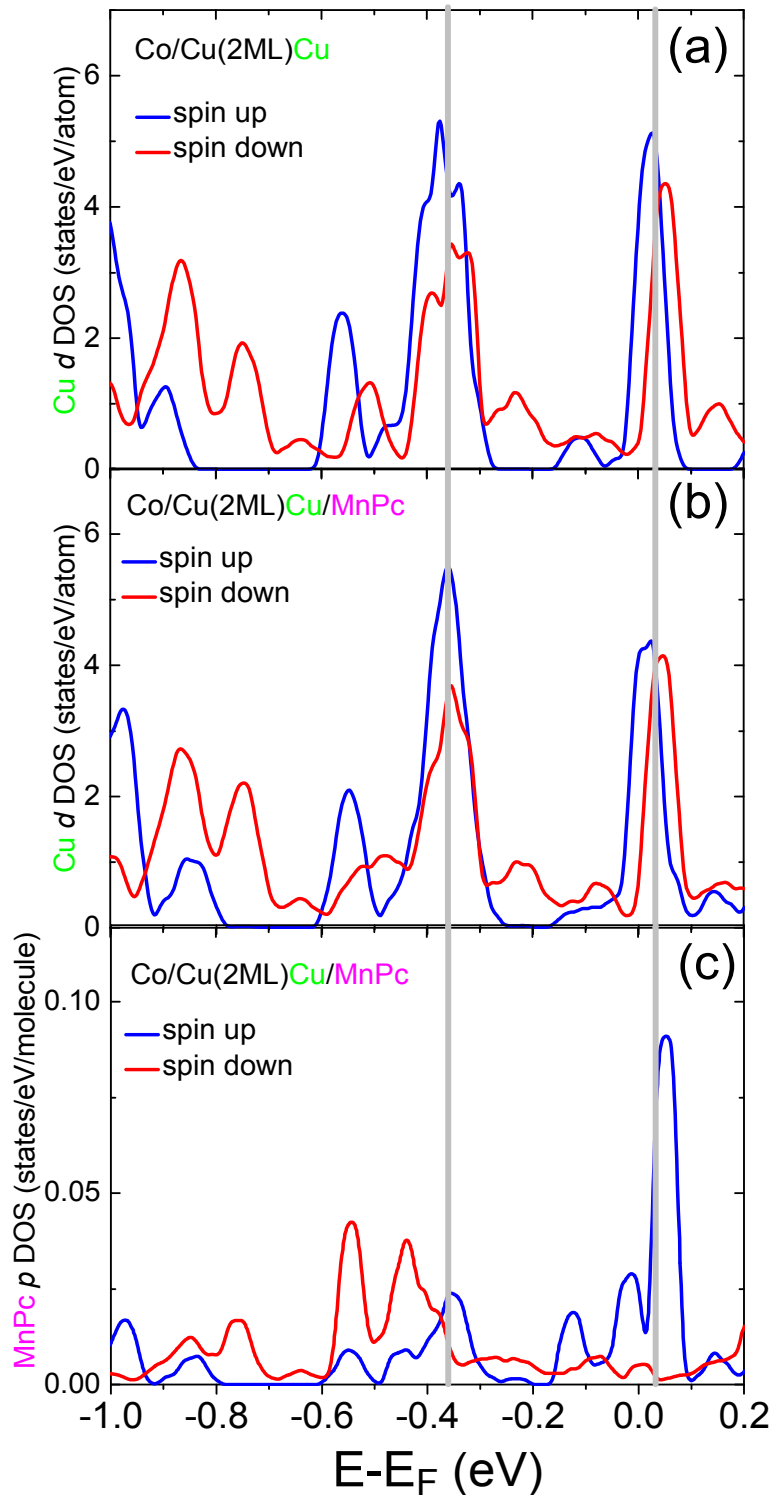 (a)
Co/Cu(2ML)Cu
spin up
spin down
6
4
2
0
Cu d DOS (states/eV/atom)
(b)
Co/Cu(2ML)Cu/MnPc
spin up
spin down
6
4
2
0
Cu d DOS (states/eV/atom)
(c)
Co/Cu(2ML)Cu/MnPc
spin up
spin down
0.10
0.05
0.00
MnPc p DOS (states/eV/molecule)
-1.0 -0.8 -0.6 -0.4 -0.2 0.0 0.2
E-E_F (eV)